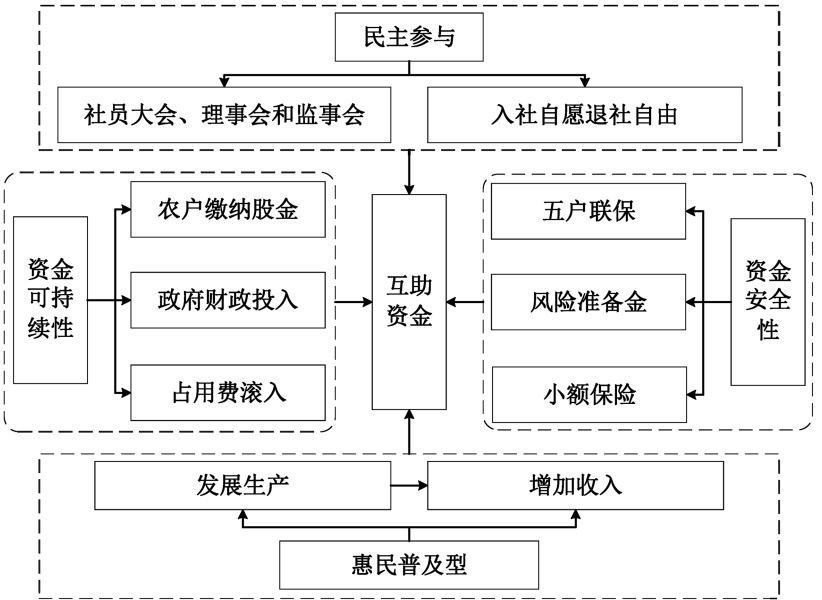 民主参与
社员大会、理事会和监事会
入社自愿退社自由
资金
可持
续性
农户缴纳股金
政府财政投入
占用费滚入
互助
资金
五户联保
风险准备金
小额保险
资金
安全
性
发展生产
增加收入
惠民普及型